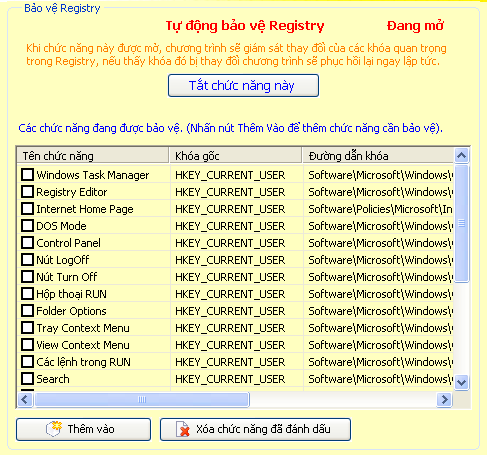 Bảo vệ Registry
Tự động bảo vệ Registry Đang mở
Khi chức năng này được mở, chương trình sẽ giám sát thay đổi của các khóa quan trọng
trong Registry, nếu thấy khóa đó bị thay đổi chương trình sẽ phục hồi lại ngay lập tức.
Tắt chức năng này
Các chức năng đang được bảo vệ. (Nhấn nút Thêm Vào để thêm chức năng cần bảo vệ).
Tên chức năng Khóa gốc Đường dẫn khóa
Windows Task Manager HKEY_CURRENT_USER Software\Microsoft\Windows\
Registry Editor HKEY_CURRENT_USER Software\Microsoft\Windows\
Internet Home Page HKEY_CURRENT_USER Software\Policies\Microsoft\In
DOS Mode HKEY_CURRENT_USER Software\Microsoft\Windows\
Control Panel HKEY_CURRENT_USER Software\Microsoft\Windows\
Nút LogOff HKEY_CURRENT_USER Software\Microsoft\Windows\
Nút Turn Off HKEY_CURRENT_USER Software\Microsoft\Windows\
Hộp thoại RUN HKEY_CURRENT_USER Software\Microsoft\Windows\
Folder Options HKEY_CURRENT_USER Software\Microsoft\Windows\
Tray Context Menu HKEY_CURRENT_USER Software\Microsoft\Windows\
View Context Menu HKEY_CURRENT_USER Software\Microsoft\Windows\
Các lệnh trong RUN HKEY_CURRENT_USER Software\Microsoft\Windows\
Search HKEY_CURRENT_USER Software\Microsoft\Windows\
Thêm vào Xóa chức năng đã đánh dấu